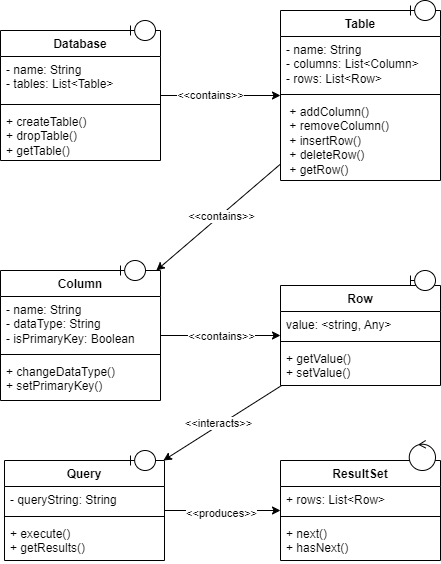 Database
- name: String
- tables: List<Table>
+ createTable()
+ dropTable()
+ getTable()
<<contains>>
Table
- name: String
- columns: List<Column>
- rows: List<Row>
+ addColumn()
+ removeColumn()
+ insertRow()
+ deleteRow()
+ getRow()
<<contains>>
Column
- name: String
- dataType: String
- isPrimaryKey: Boolean
+ changeDataType()
+ setPrimaryKey()
<<contains>>
Row
value: <string, Any>
+ getValue()
+ setValue()
<<interacts>>
Query
- queryString: String
+ execute()
+ getResults()
<<produces>>
ResultSet
+ rows: List<Row>
+ next()
+ hasNext()